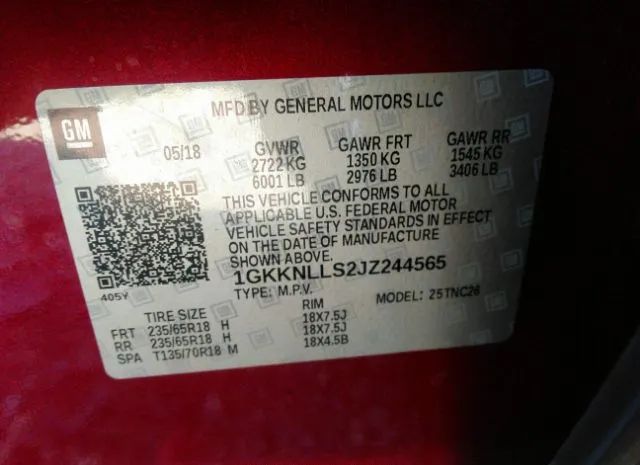 GM
MFD BY GENERAL MOTORS LLC
05/18 GVWR GAWR FRT GAWR RR
2722 KG 1350 KG 1545 KG
6001 LB 2976 LB 3406 LB
THIS VEHICLE CONFORMS TO ALL
APPLICABLE U.S. FEDERAL MOTOR
VEHICLE SAFETY STANDARDS IN EFFECT
ON THE DATE OF MANUFACTURE
SHOWN ABOVE.
1GKKNLLS2JZ244565
405Y TYPE: M.P.V. MODEL: 25TNC26
TIRE SIZE RIM
FRT 235/65R18 H 18X7.5J
RR 235/65R18 H 18X7.5J
SPA T135/70R18 M 18X4.5B